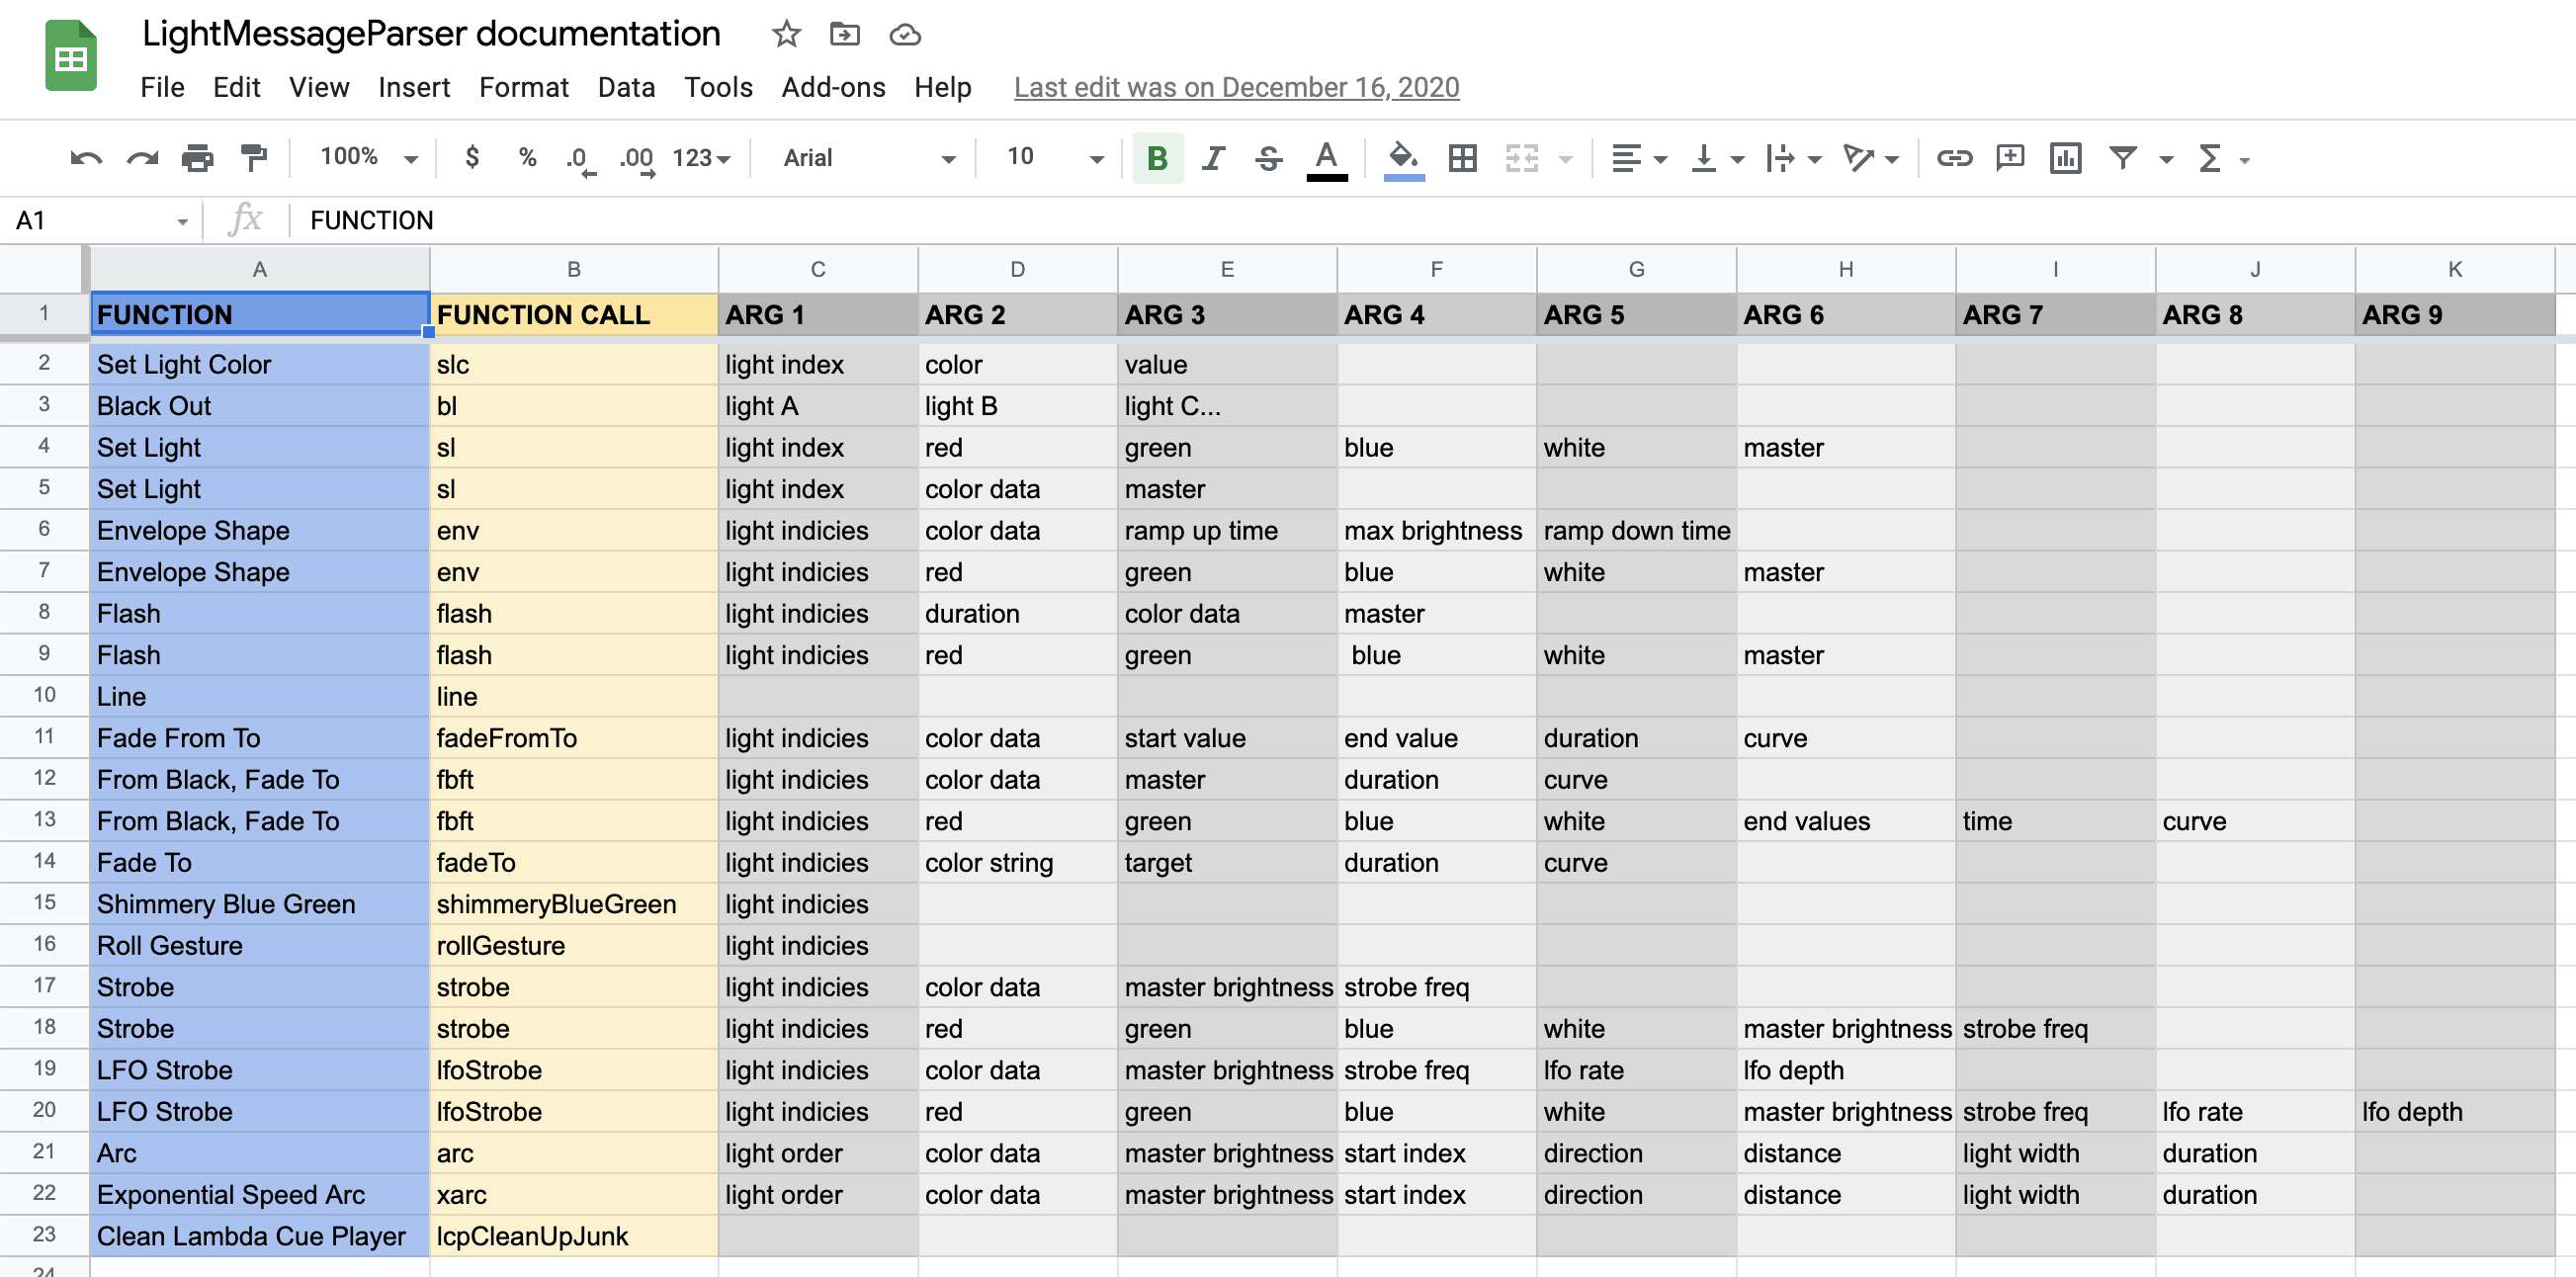 LightMessageParser documentation
File Edit View Insert Format Data Tools Add-ons Help Last edit was on December 16, 2020
100% $ % .0 .00 123 Arial 10 B I S A
A1 fx FUNCTION
A B C D E F G H I J K
1 FUNCTION FUNCTION CALL ARG 1 ARG 2 ARG 3 ARG 4 ARG 5 ARG 6 ARG 7 ARG 8 ARG 9
2 Set Light Color slc light index color value
3 Black Out bl light A light B light C...
4 Set Light sl light index red green blue white master
5 Set Light sl light index color data master
6 Envelope Shape env light indicies color data ramp up time max brightness ramp down time
7 Envelope Shape env light indicies red green blue white master
8 Flash flash light indicies duration color data master
9 Flash flash light indicies red green blue white master
10 Line line
11 Fade From To fadeFromTo light indicies color data start value end value duration curve
12 From Black, Fade To fbft light indicies color data master duration curve
13 From Black, Fade To fbft light indicies red green blue white end values time curve
14 Fade To fadeTo light indicies color string target duration curve
15 Shimmery Blue Green shimmeryBlueGreen light indicies
16 Roll Gesture rollGesture light indicies
17 Strobe strobe light indicies color data master brightness strobe freq
18 Strobe strobe light indicies red green blue white master brightness strobe freq
19 LFO Strobe lfoStrobe light indicies color data master brightness strobe freq lfo rate lfo depth
20 LFO Strobe lfoStrobe light indicies red green blue white master brightness strobe freq lfo rate lfo depth
21 Arc arc light order color data master brightness start index direction distance light width duration
22 Exponential Speed Arc xarc light order color data master brightness start index direction distance light width duration
23 Clean Lambda Cue Player lcpCleanUpJunk
24